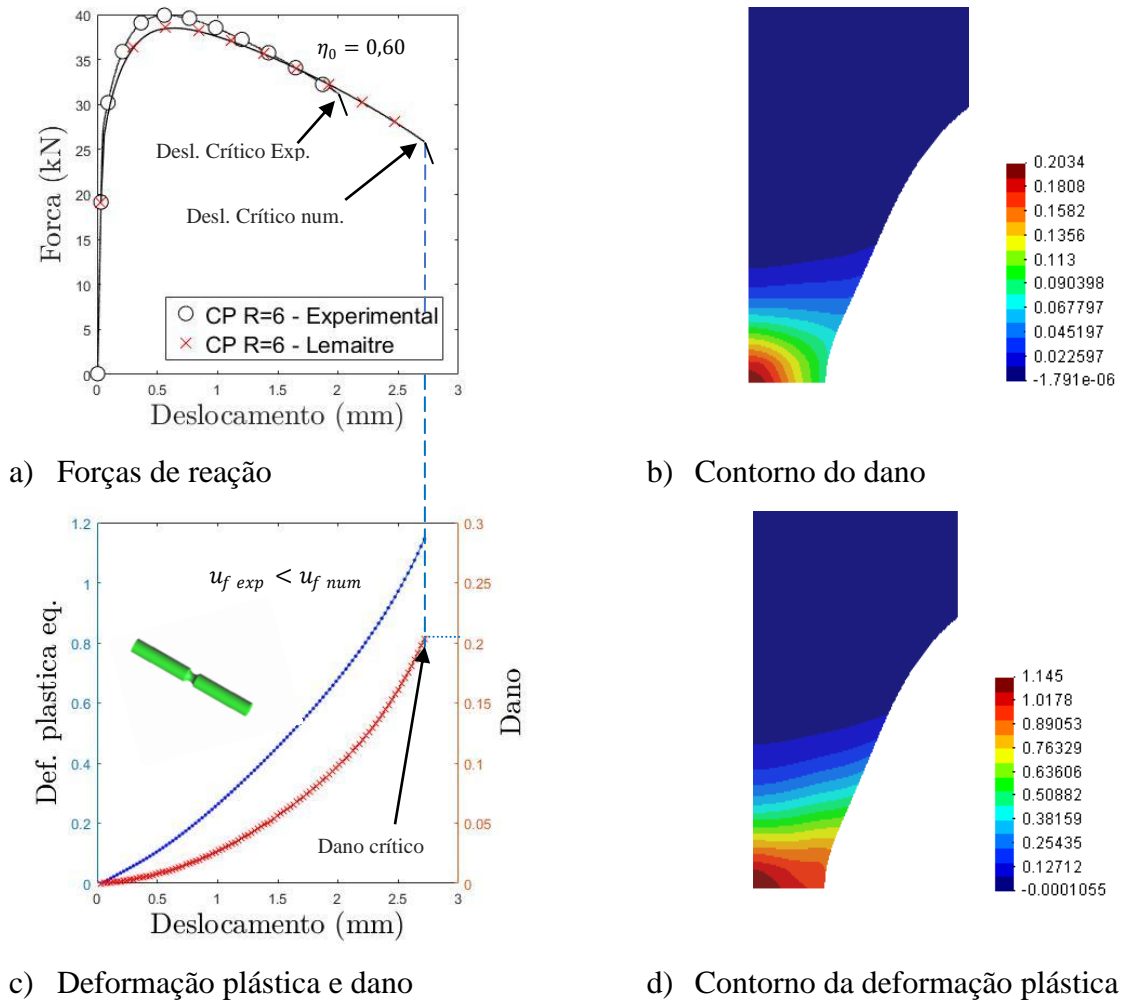 40
35
30
25
20
15
10
5
0
Forca (kN)
η₀ = 0,60
Desl. Crítico Exp.
Desl. Crítico num.
CP R=6 - Experimental
CP R=6 - Lemaitre
0 0.5 1 1.5 2 2.5 3
Deslocamento (mm)
0.2034
0.1808
0.1582
0.1356
0.113
0.090398
0.067797
0.045197
0.022597
-1.791e-06
a) Forças de reação
b) Contorno do dano
1.2
1
0.8
0.6
0.4
0.2
0
Def. plastica eq.
u_f exp < u_f num
Dano crítico
0.3
0.25
0.2
0.15
0.1
0.05
0
Dano
0 0.5 1 1.5 2 2.5 3
Deslocamento (mm)
1.145
1.0178
0.89053
0.76329
0.63606
0.50882
0.38159
0.25435
0.12712
-0.0001055
c) Deformação plástica e dano
d) Contorno da deformação plástica